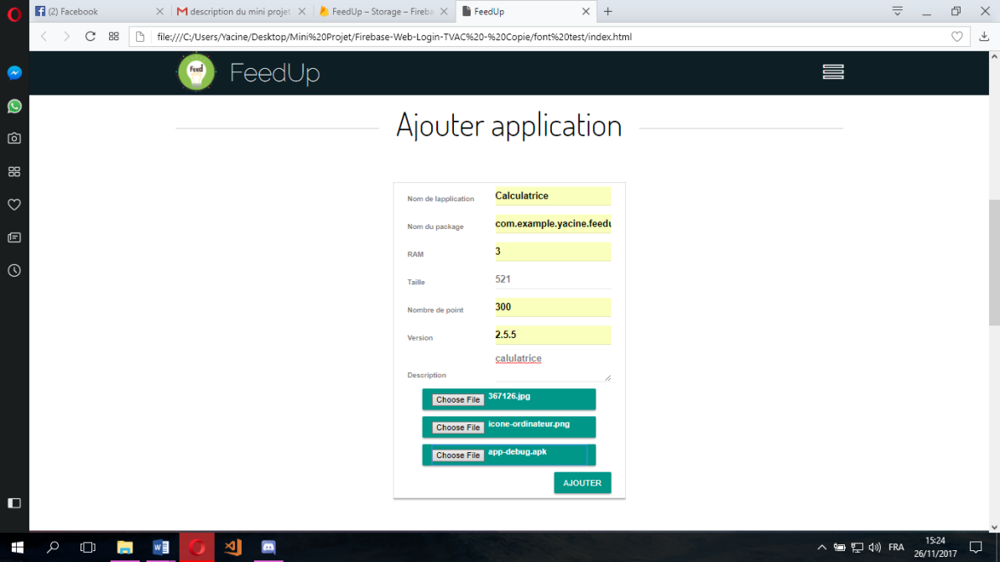 (2) Facebook
description du mini projet
FeedUp – Storage – Fireba
FeedUp
file:///C:/Users/Yacine/Desktop/Mini%20Projet/Firebase-Web-Login-TVAC%20-%20Copie/font%20test/index.html
Feed
FeedUp
Ajouter application
Nom de lapplication
Calculatrice
Nom du package
com.example.yacine.feedu
RAM
3
Taille
521
Nombre de point
300
Version
2.5.5
calulatrice
Description
Choose File 367126.jpg
Choose File icone-ordinateur.png
Choose File app-debug.apk
AJOUTER
FRA
15:24
26/11/2017